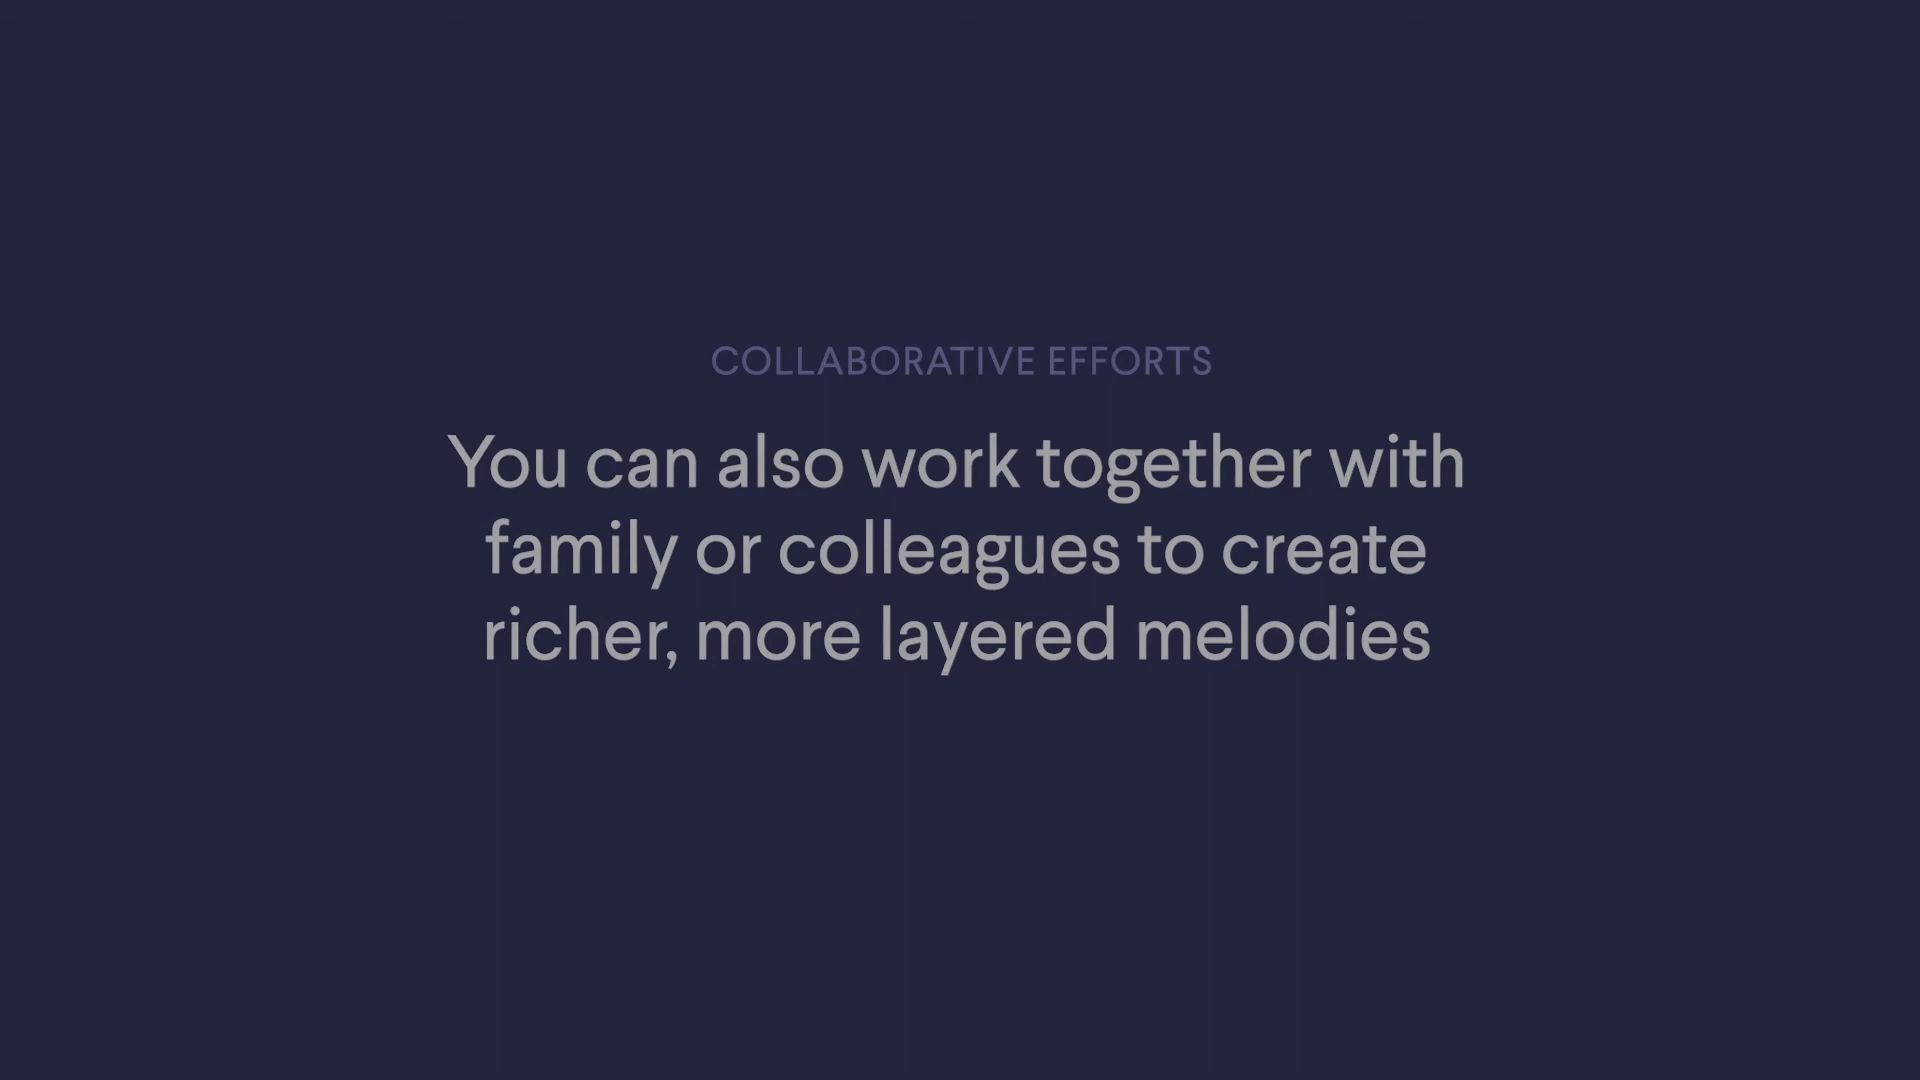 COLLABORATIVE EFFORTS
You can also work together with
family or colleagues to create
richer, more layered melodies